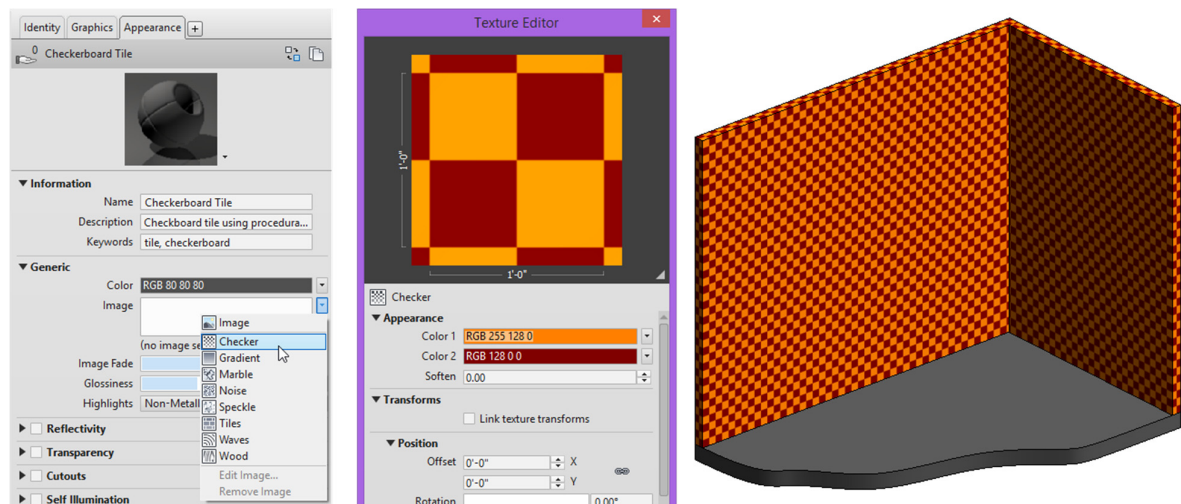 Identity Graphics Appearance +
0 Checkerboard Tile
Information
Name Checkerboard Tile
Description Checkboard tile using procedura...
Keywords tile, checkerboard
Generic
Color RGB 80 80 80
Image
(no image se
Image Fade
Glossiness
Highlights Non-Metall
Reflectivity
Transparency
Cutouts
Self Illumination
Image
Checker
Gradient
Marble
Noise
Speckle
Tiles
Waves
Wood
Edit Image...
Remove Image
Texture Editor
1'-0"
1'-0"
Checker
Appearance
Color 1 RGB 255 128 0
Color 2 RGB 128 0 0
Soften 0.00
Transforms
Link texture transforms
Position
Offset 0'-0" X
0'-0" Y
Rotation 0.00°